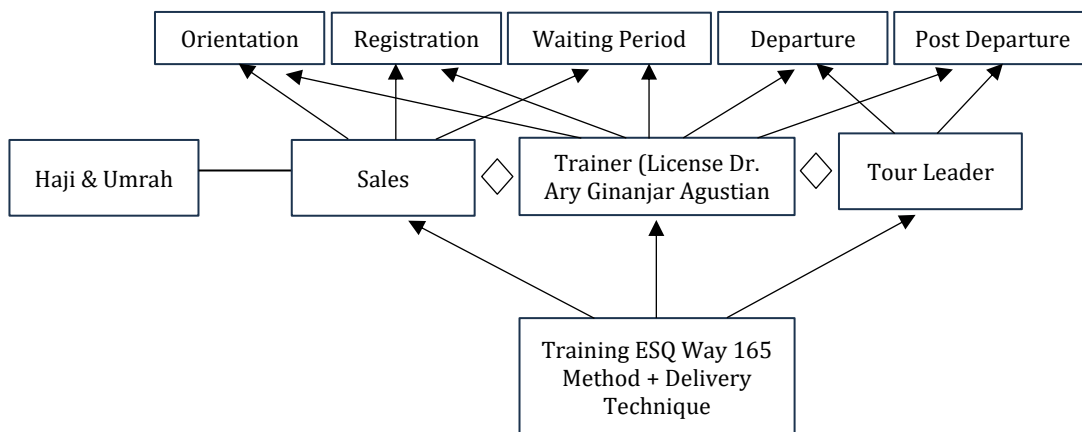 Orientation
Registration
Waiting Period
Departure
Post Departure
Haji & Umrah
Sales
Trainer (License Dr.
Ary Ginanjar Agustian
Tour Leader
Training ESQ Way 165
Method + Delivery
Technique